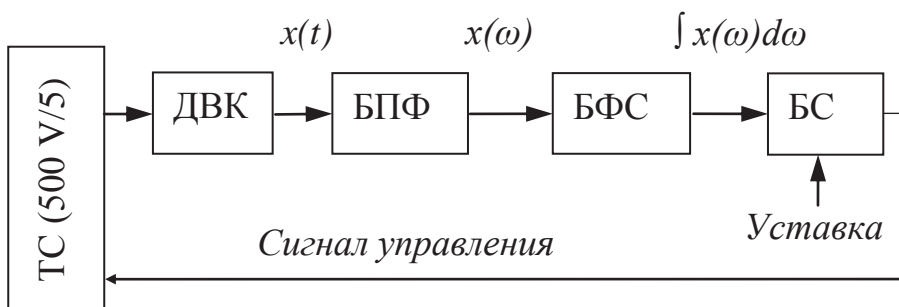 x(t) x(ω) ∫ x(ω)dω
ТС (500 V/5)
ДВК БПФ БФС БС
Уставка
Сигнал управления